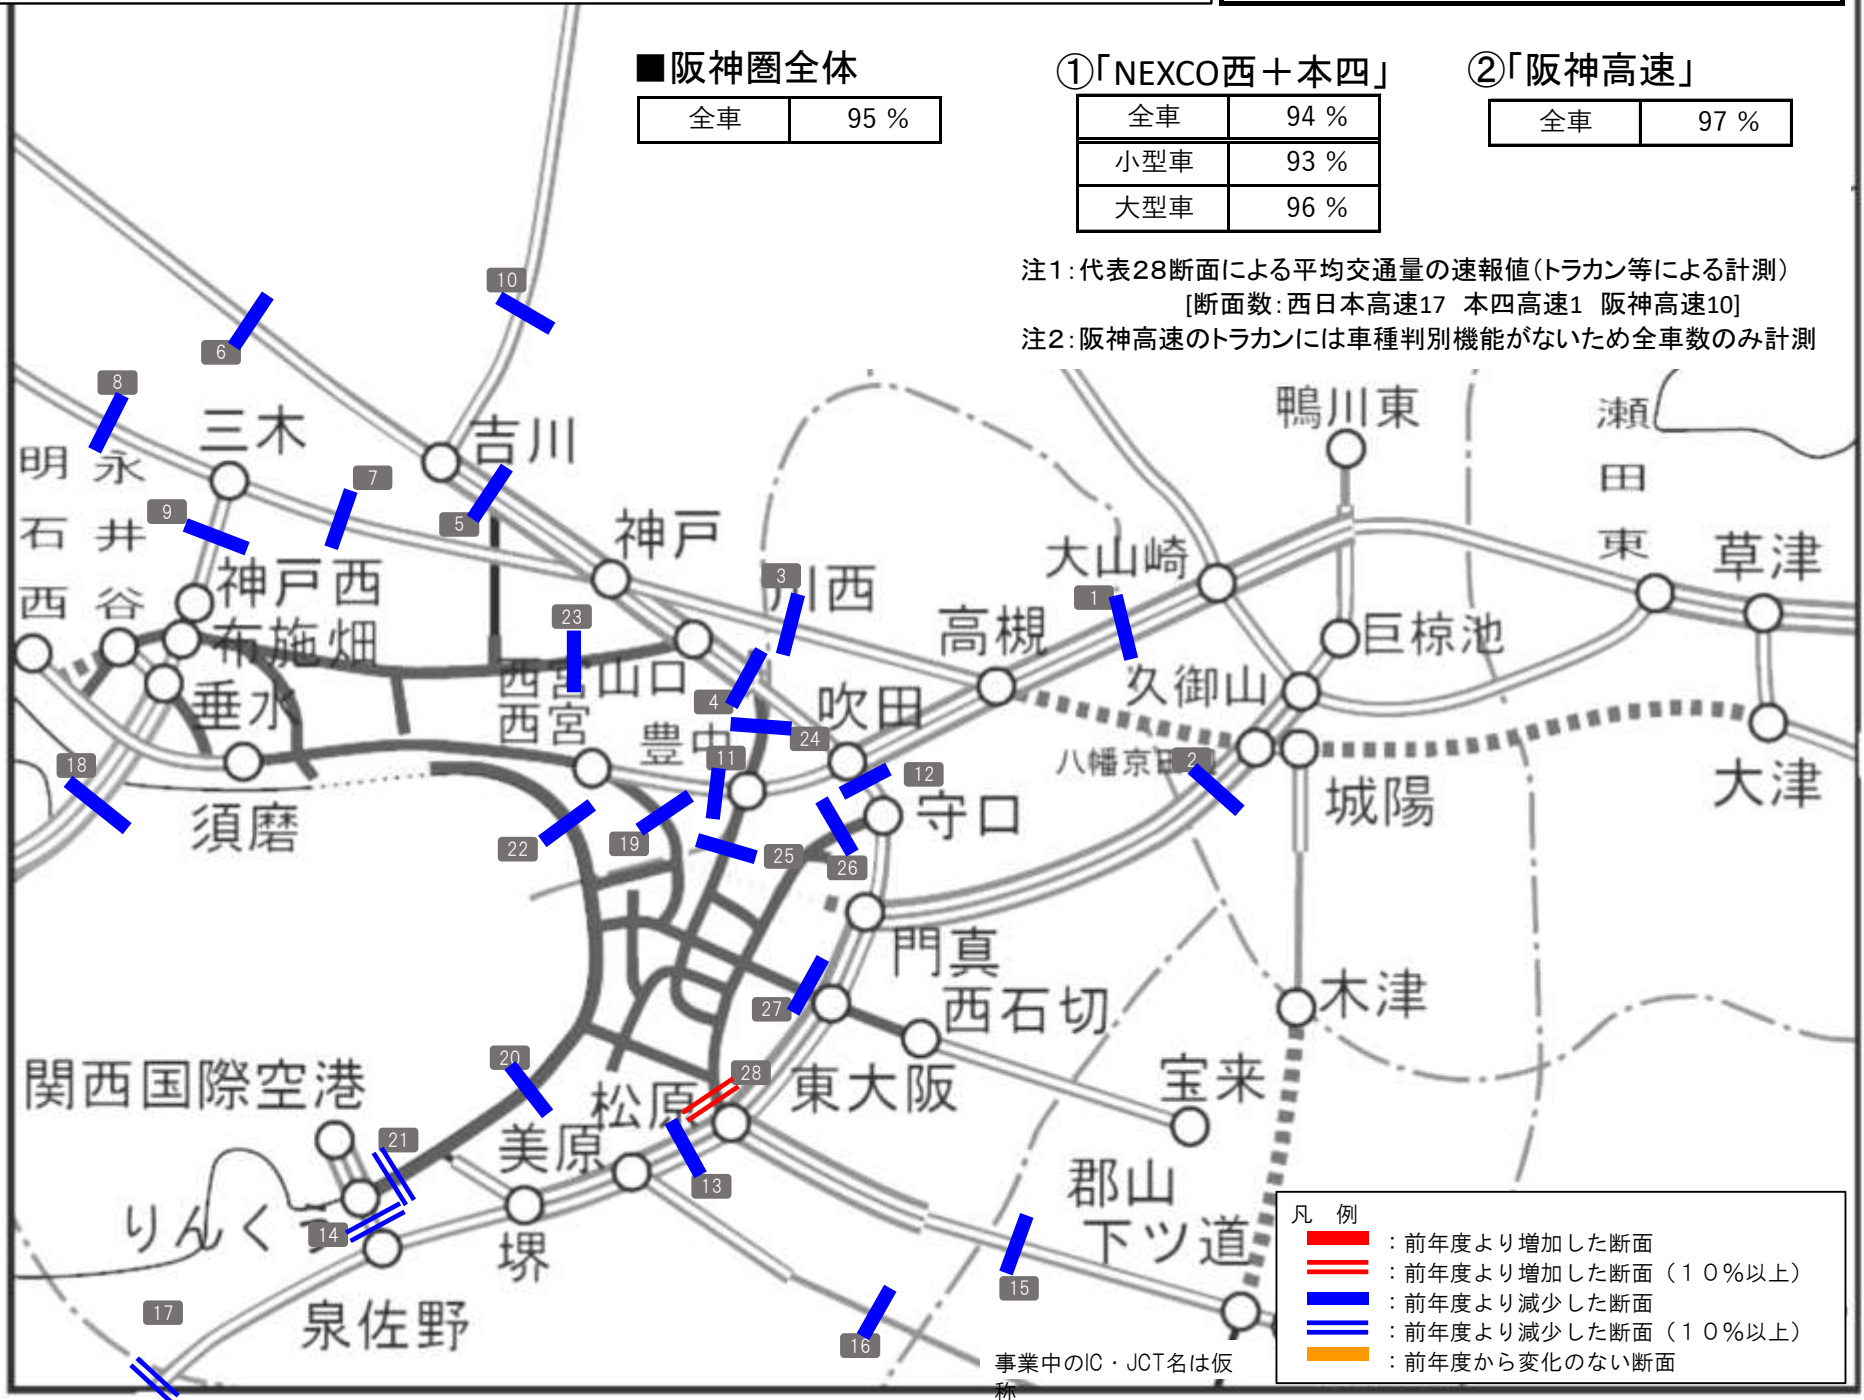 ■阪神圏全体
全車 95 %
①「NEXCO西＋本四」
全車 94 %
小型車 93 %
大型車 96 %
②「阪神高速」
全車 97 %
注1：代表28断面による平均交通量の速報値（トラカン等による計測）
[断面数：西日本高速17 本四高速1 阪神高速10]
注2：阪神高速のトラカンには車種判別機能がないため全車数のみ計測
10
6
8
三木
吉川
鴨川東
瀬田東
明石西
永井谷
7
9
5
神戸
大山崎
草津
神戸西
3
川西
1
高槻
巨椋池
23
布施畑
西宮山口
久御山
垂水
4
吹田
西宮
豊中
24
11
八幡京田
2
18
12
大津
須磨
守口
城陽
22
19
25
26
門真
27
西石切
木津
20
関西国際空港
松原
28
東大阪
宝来
21
美原
13
郡山
りんくう
14
堺
下ツ道
15
17
泉佐野
16
事業中のIC・JCT名は仮
称
凡 例
：前年度より増加した断面
：前年度より増加した断面（１０％以上）
：前年度より減少した断面
：前年度より減少した断面（１０％以上）
：前年度から変化のない断面